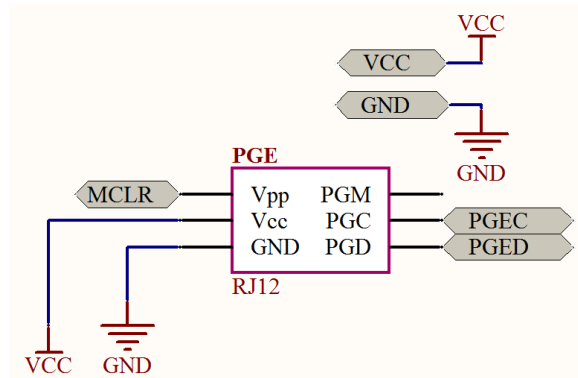 VCC
VCC
GND
GND
PGE
MCLR Vpp PGM
Vcc PGC PGEC
GND PGD PGED
RJ12
VCC GND